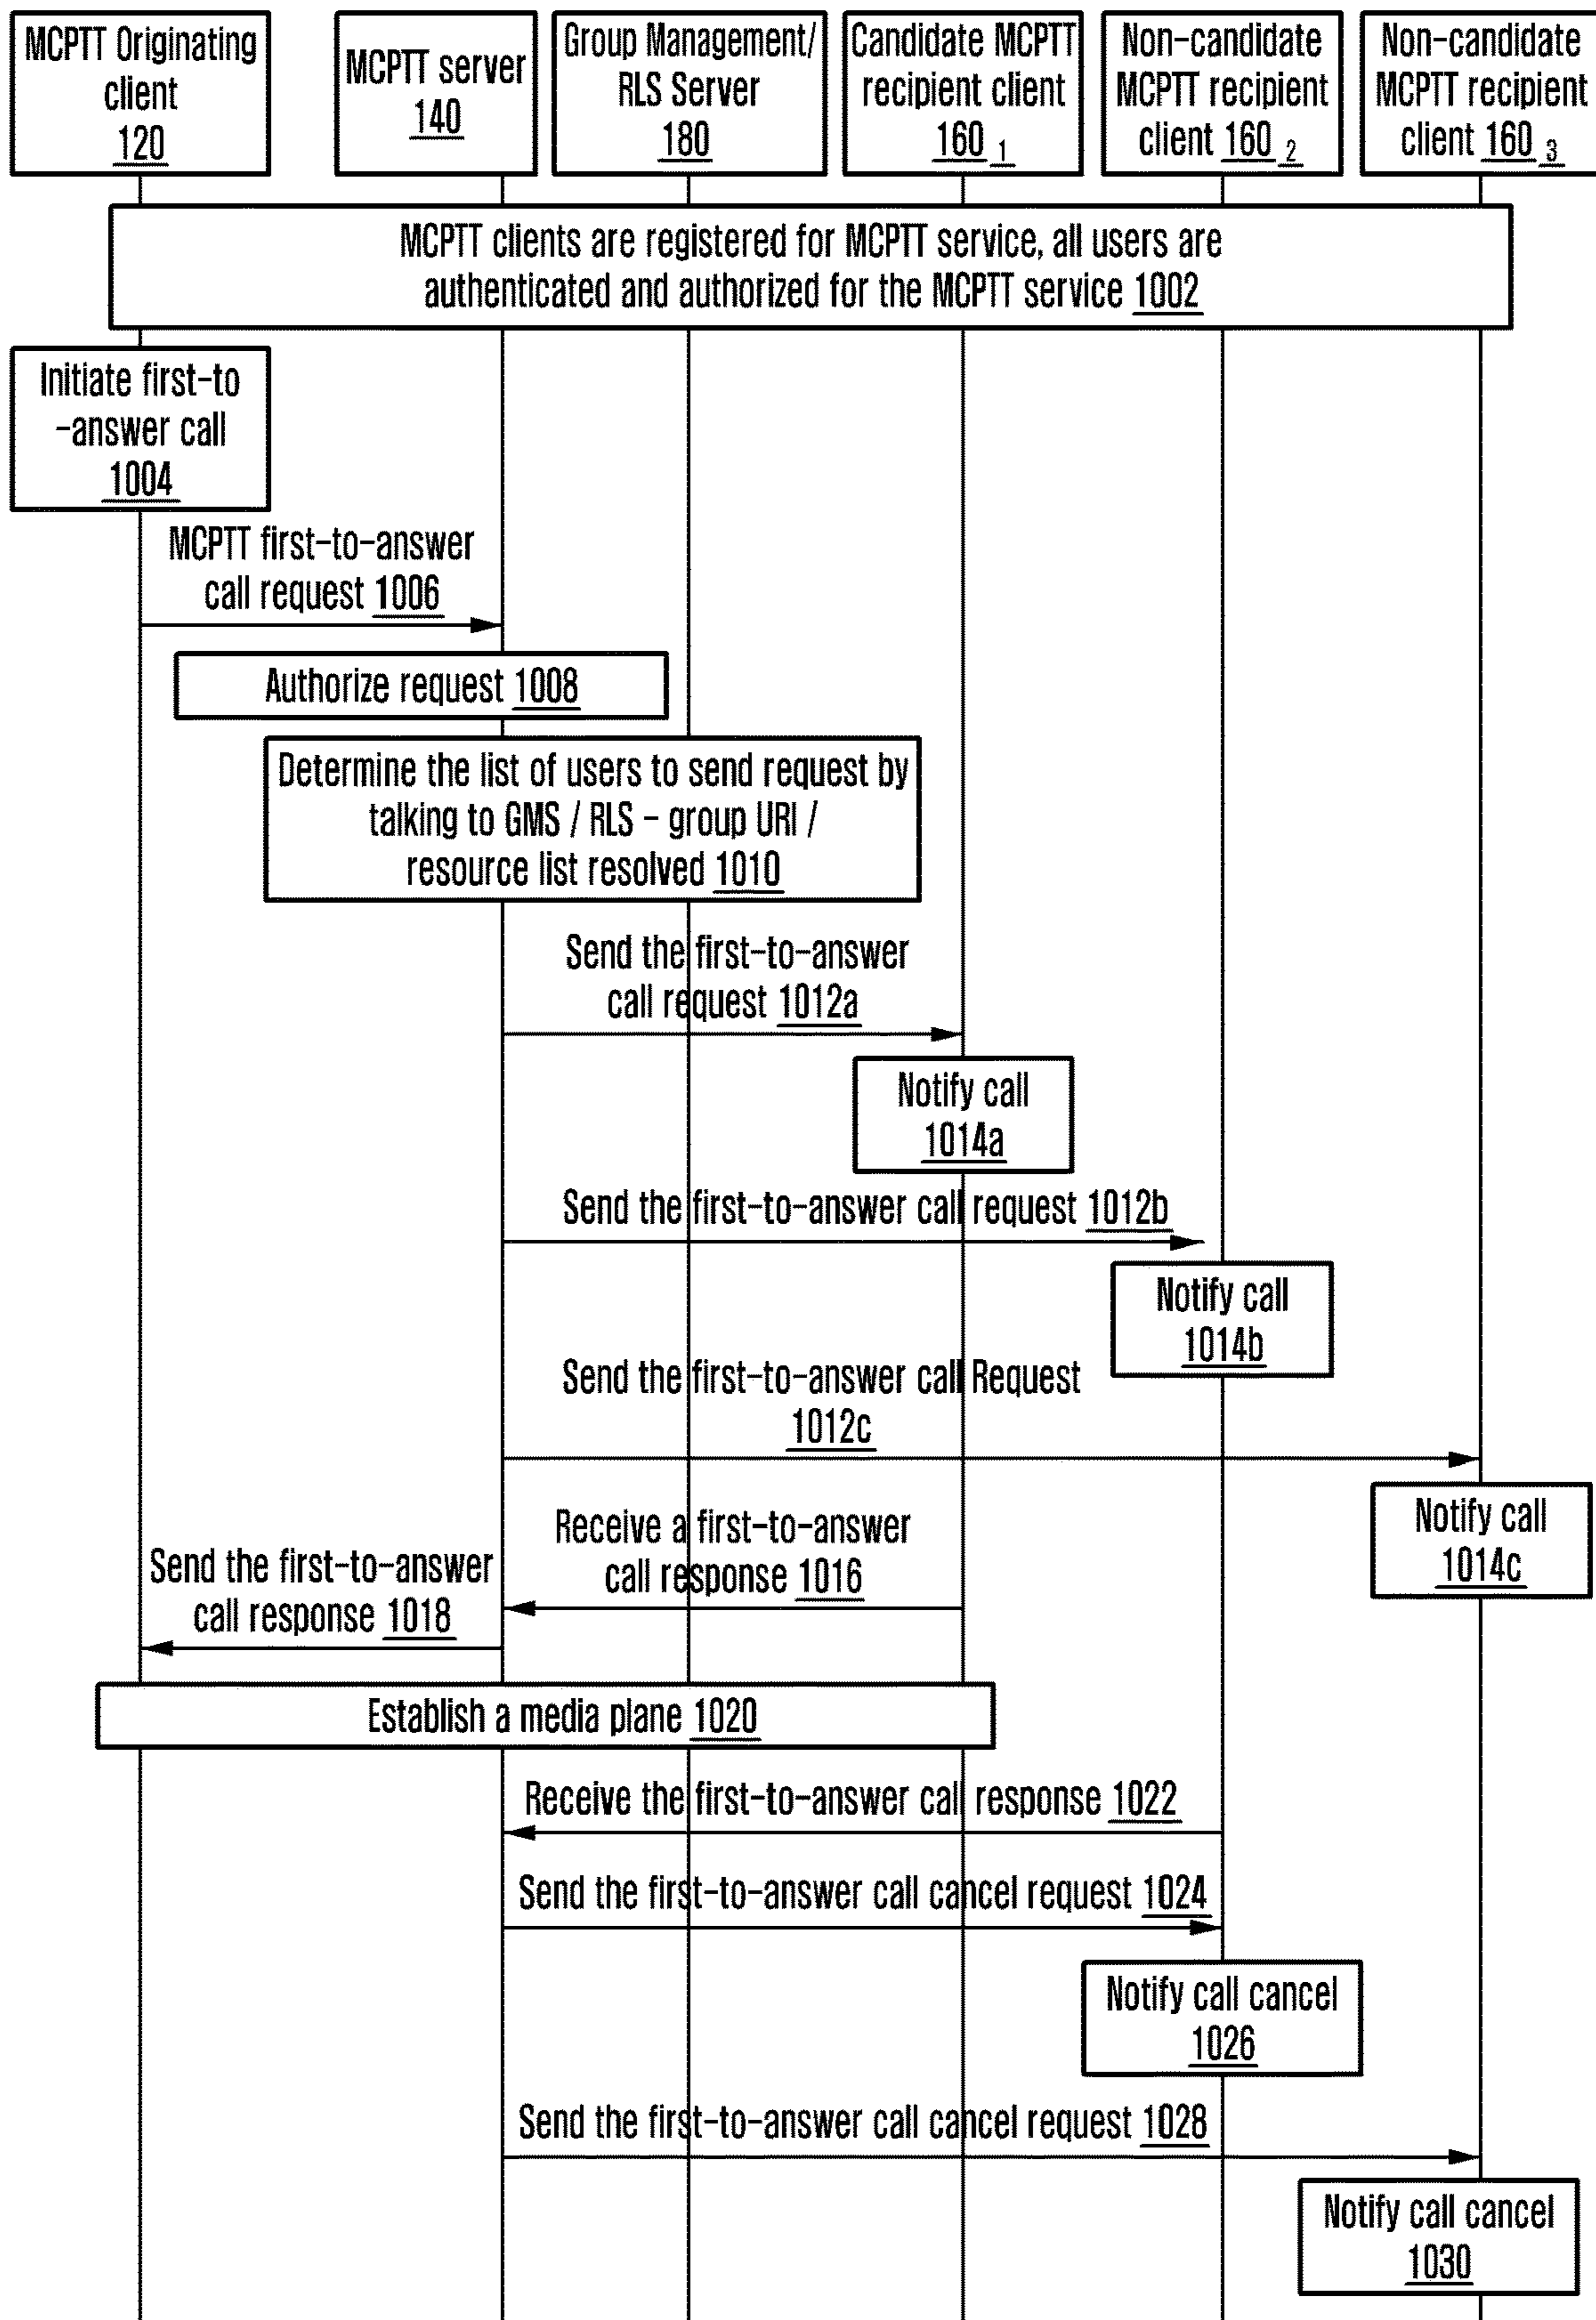 MCPTT Originating
client
120
MCPTT server
140
Group Management/
RLS Server
180
Candidate MCPTT
recipient client
160 1
Non-candidate
MCPTT recipient
client 160 2
Non-candidate
MCPTT recipient
client 160 3
MCPTT clients are registered for MCPTT service, all users are
authenticated and authorized for the MCPTT service 1002
Initiate first-to
-answer call
1004
MCPTT first-to-answer
call request 1006
Authorize request 1008
Determine the list of users to send request by
talking to GMS / RLS - group URI /
resource list resolved 1010
Send the first-to-answer
call request 1012a
Notify call
1014a
Send the first-to-answer call request 1012b
Notify call
1014b
Send the first-to-answer call Request
1012c
Notify call
1014c
Receive a first-to-answer
call response 1016
Send the first-to-answer
call response 1018
Establish a media plane 1020
Receive the first-to-answer call response 1022
Send the first-to-answer call cancel request 1024
Notify call cancel
1026
Send the first-to-answer call cancel request 1028
Notify call cancel
1030